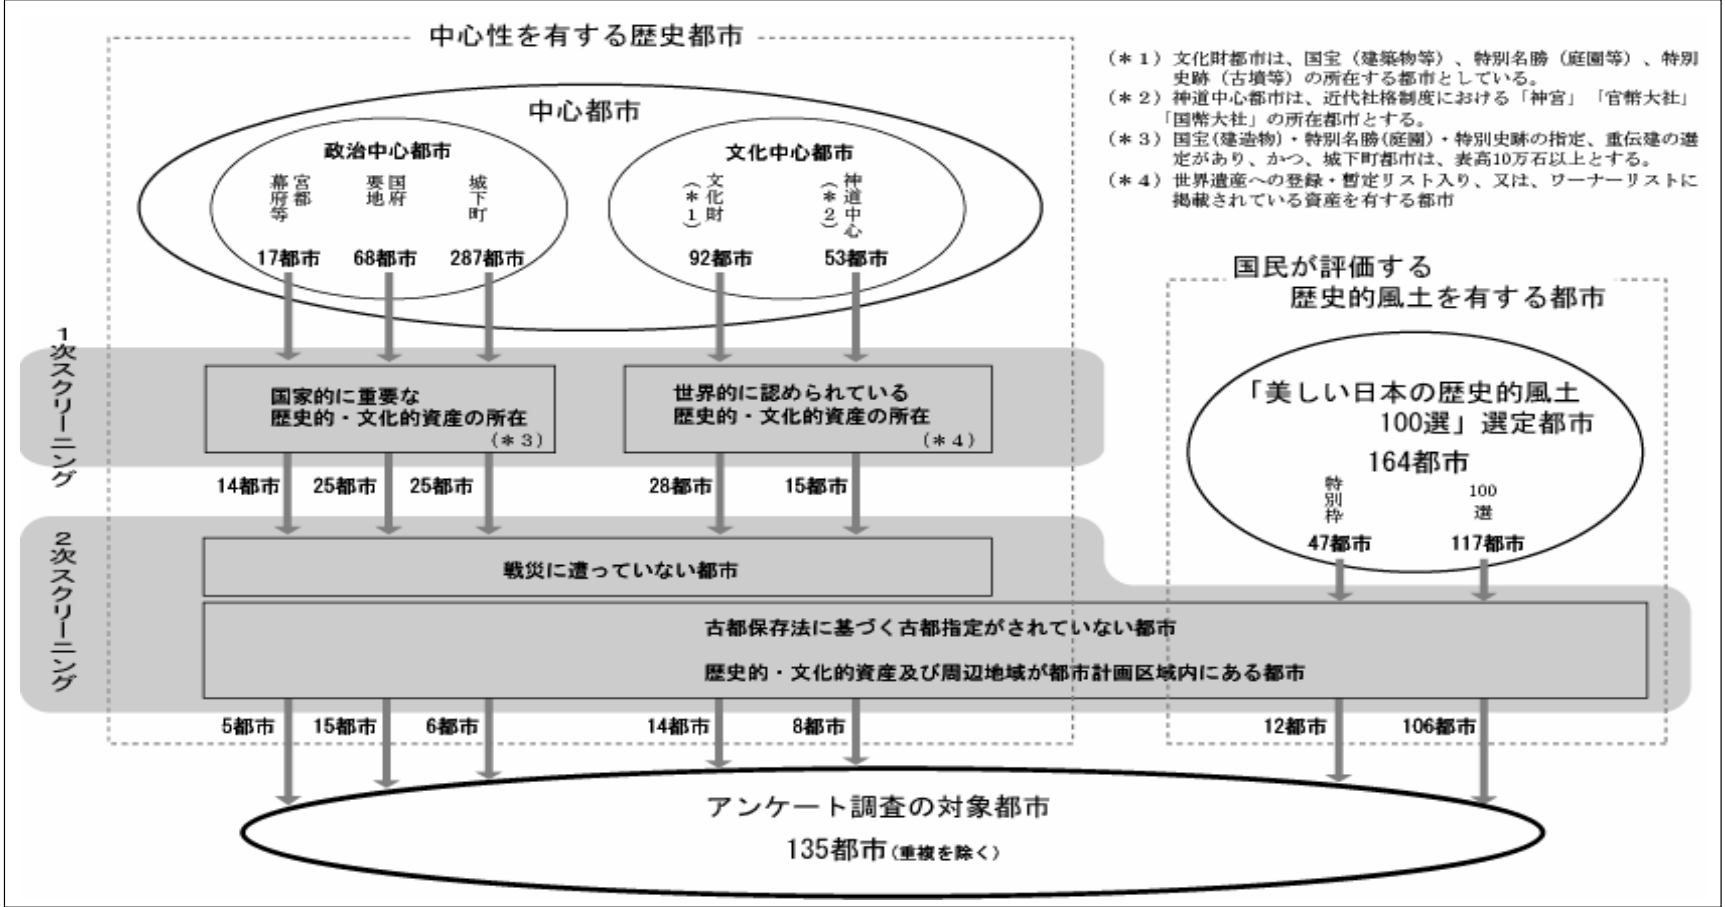 中心性を有する歴史都市
中心都市
政治中心都市
宮都
幕府等
国府
要地
城下町
17都市
68都市
287都市
文化中心都市
文化財
(＊1)
神道中心
(＊2)
92都市
53都市
(＊1) 文化財都市は、国宝（建築物等）、特別名勝（庭園等）、特別
史跡（古墳等）の所在する都市としている。
(＊2) 神道中心都市は、近代社格制度における「神宮」「官幣大社」
「国幣大社」の所在都市とする。
(＊3) 国宝(建造物)・特別名勝(庭園)・特別史跡の指定、重伝建の選
定があり、かつ、城下町都市は、表高10万石以上とする。
(＊4) 世界遺産への登録・暫定リスト入り、又は、ワーナーリストに
掲載されている資産を有する都市
国民が評価する
歴史的風土を有する都市
「美しい日本の歴史的風土
100選」選定都市
164都市
特別枠
100
選
47都市
117都市
1次スクリーニング
国家的に重要な
歴史的・文化的資産の所在
(＊3)
世界的に認められている
歴史的・文化的資産の所在
(＊4)
14都市
25都市
25都市
28都市
15都市
2次スクリーニング
戦災に遭っていない都市
古都保存法に基づく古都指定がされていない都市
歴史的・文化的資産及び周辺地域が都市計画区域内にある都市
5都市
15都市
6都市
14都市
8都市
12都市
106都市
アンケート調査の対象都市
135都市(重複を除く)